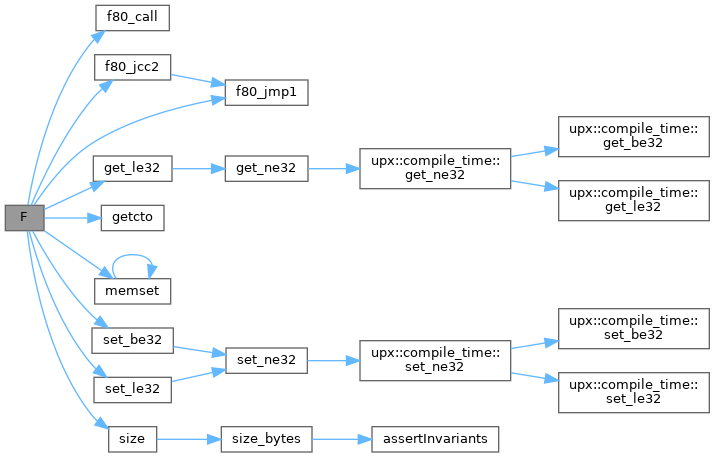 f80_call
f80_jcc2
f80_jmp1
upx::compile_time::
get_be32
get_le32
get_ne32
upx::compile_time::
get_ne32
upx::compile_time::
get_le32
F
getcto
memset
upx::compile_time::
set_be32
set_be32
set_ne32
upx::compile_time::
set_ne32
set_le32
upx::compile_time::
set_le32
size
size_bytes
assertInvariants